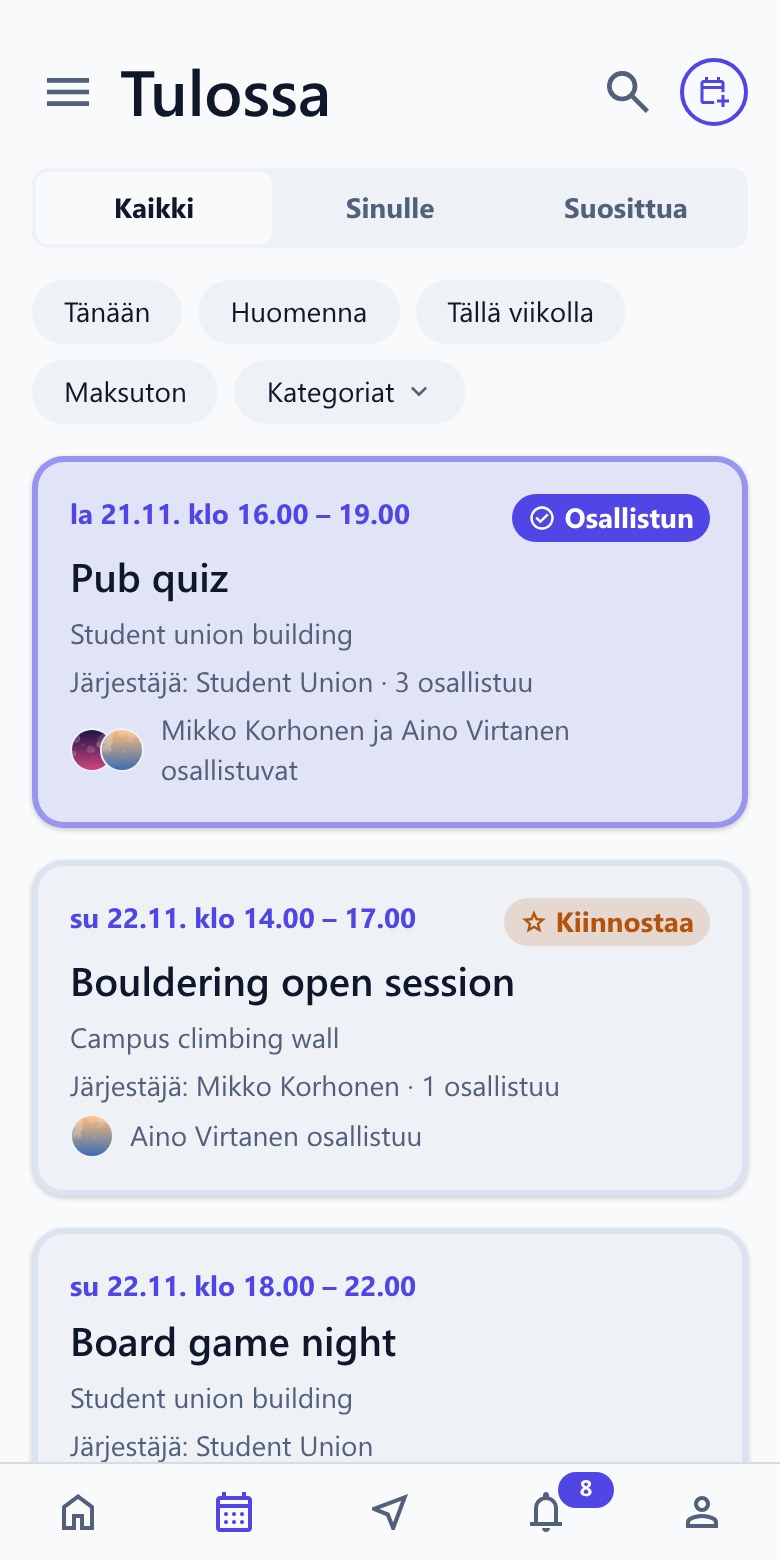 Tulossa
Kaikki
Sinulle
Suosittua
Tänään
Huomenna
Tällä viikolla
Maksuton
Kategoriat
la 21.11. klo 16.00 – 19.00
Osallistun
Pub quiz
Student union building
Järjestäjä: Student Union · 3 osallistuu
Mikko Korhonen ja Aino Virtanen
osallistuvat
su 22.11. klo 14.00 – 17.00
Kiinnostaa
Bouldering open session
Campus climbing wall
Järjestäjä: Mikko Korhonen · 1 osallistuu
Aino Virtanen osallistuu
su 22.11. klo 18.00 – 22.00
Board game night
Student union building
Järjestäjä: Student Union
8